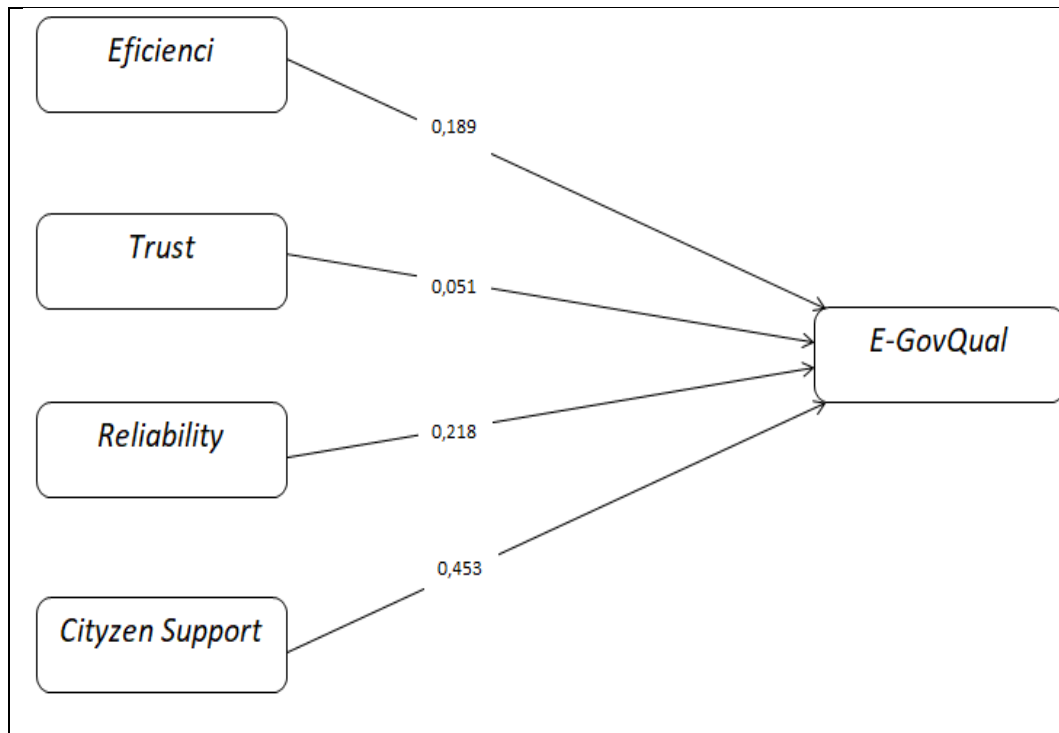 Eficienci
0,189
Trust
0,051
E-GovQual
Reliability
0,218
0,453
Cityzen Support